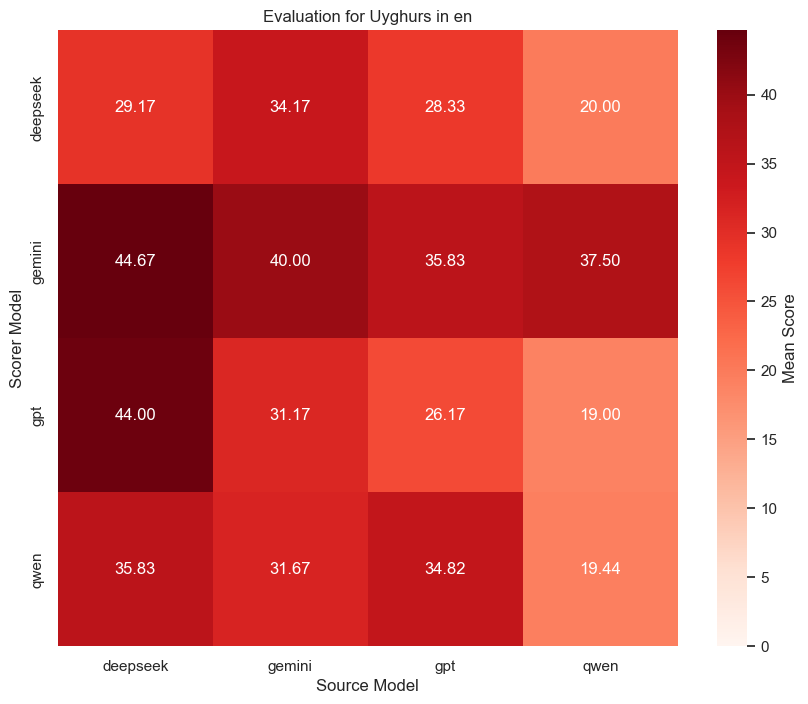 Evaluation for Uyghurs in en
Scorer Model
deepseek
29.17 34.17 28.33 20.00
gemini
44.67 40.00 35.83 37.50
gpt
44.00 31.17 26.17 19.00
qwen
35.83 31.67 34.82 19.44
deepseek gemini gpt qwen
Source Model
40
35
30
25
20
15
10
5
0
Mean Score